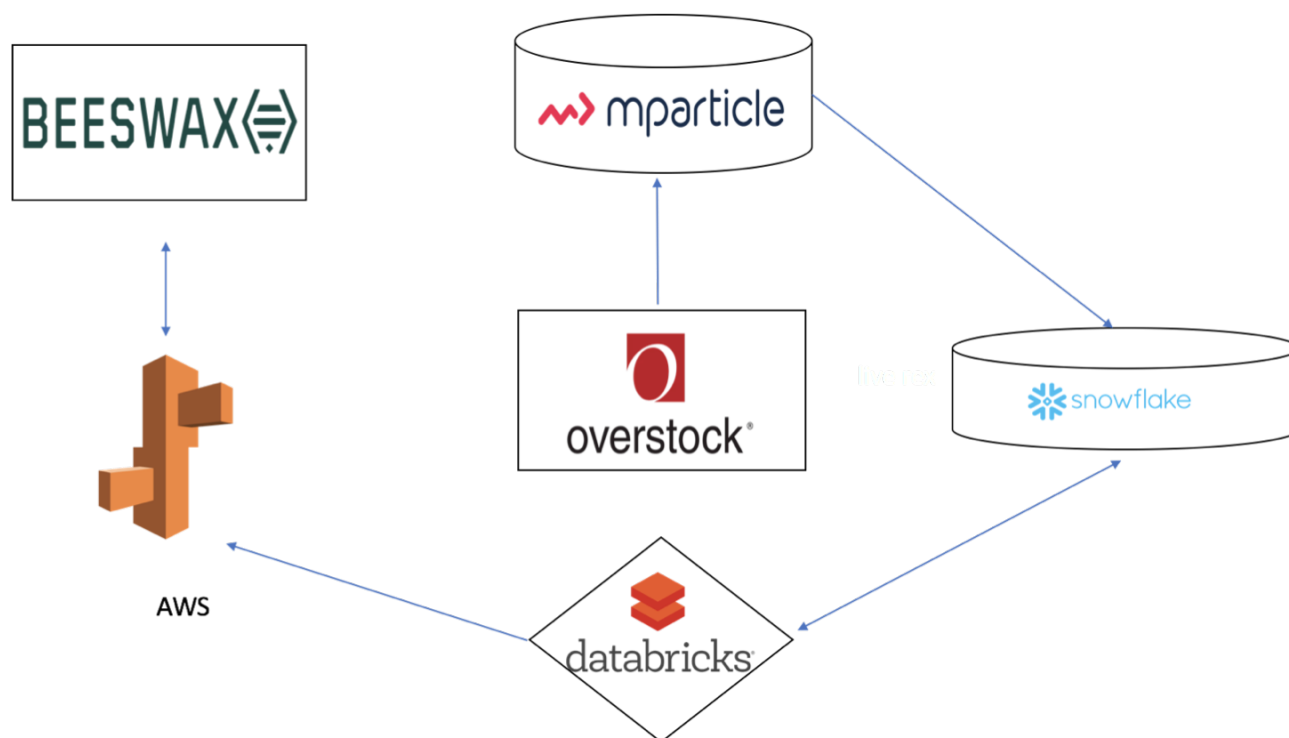 BEESWAX
mparticle
overstock®
snowflake
AWS
databricks